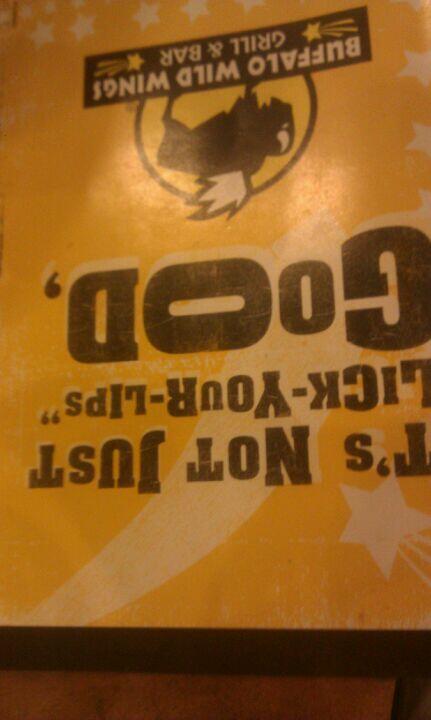 T'S NOT JUST
LICK-YOUR-LIPS"
GOOD,
BUFFALO WILD WINGS
GRILL & BAR